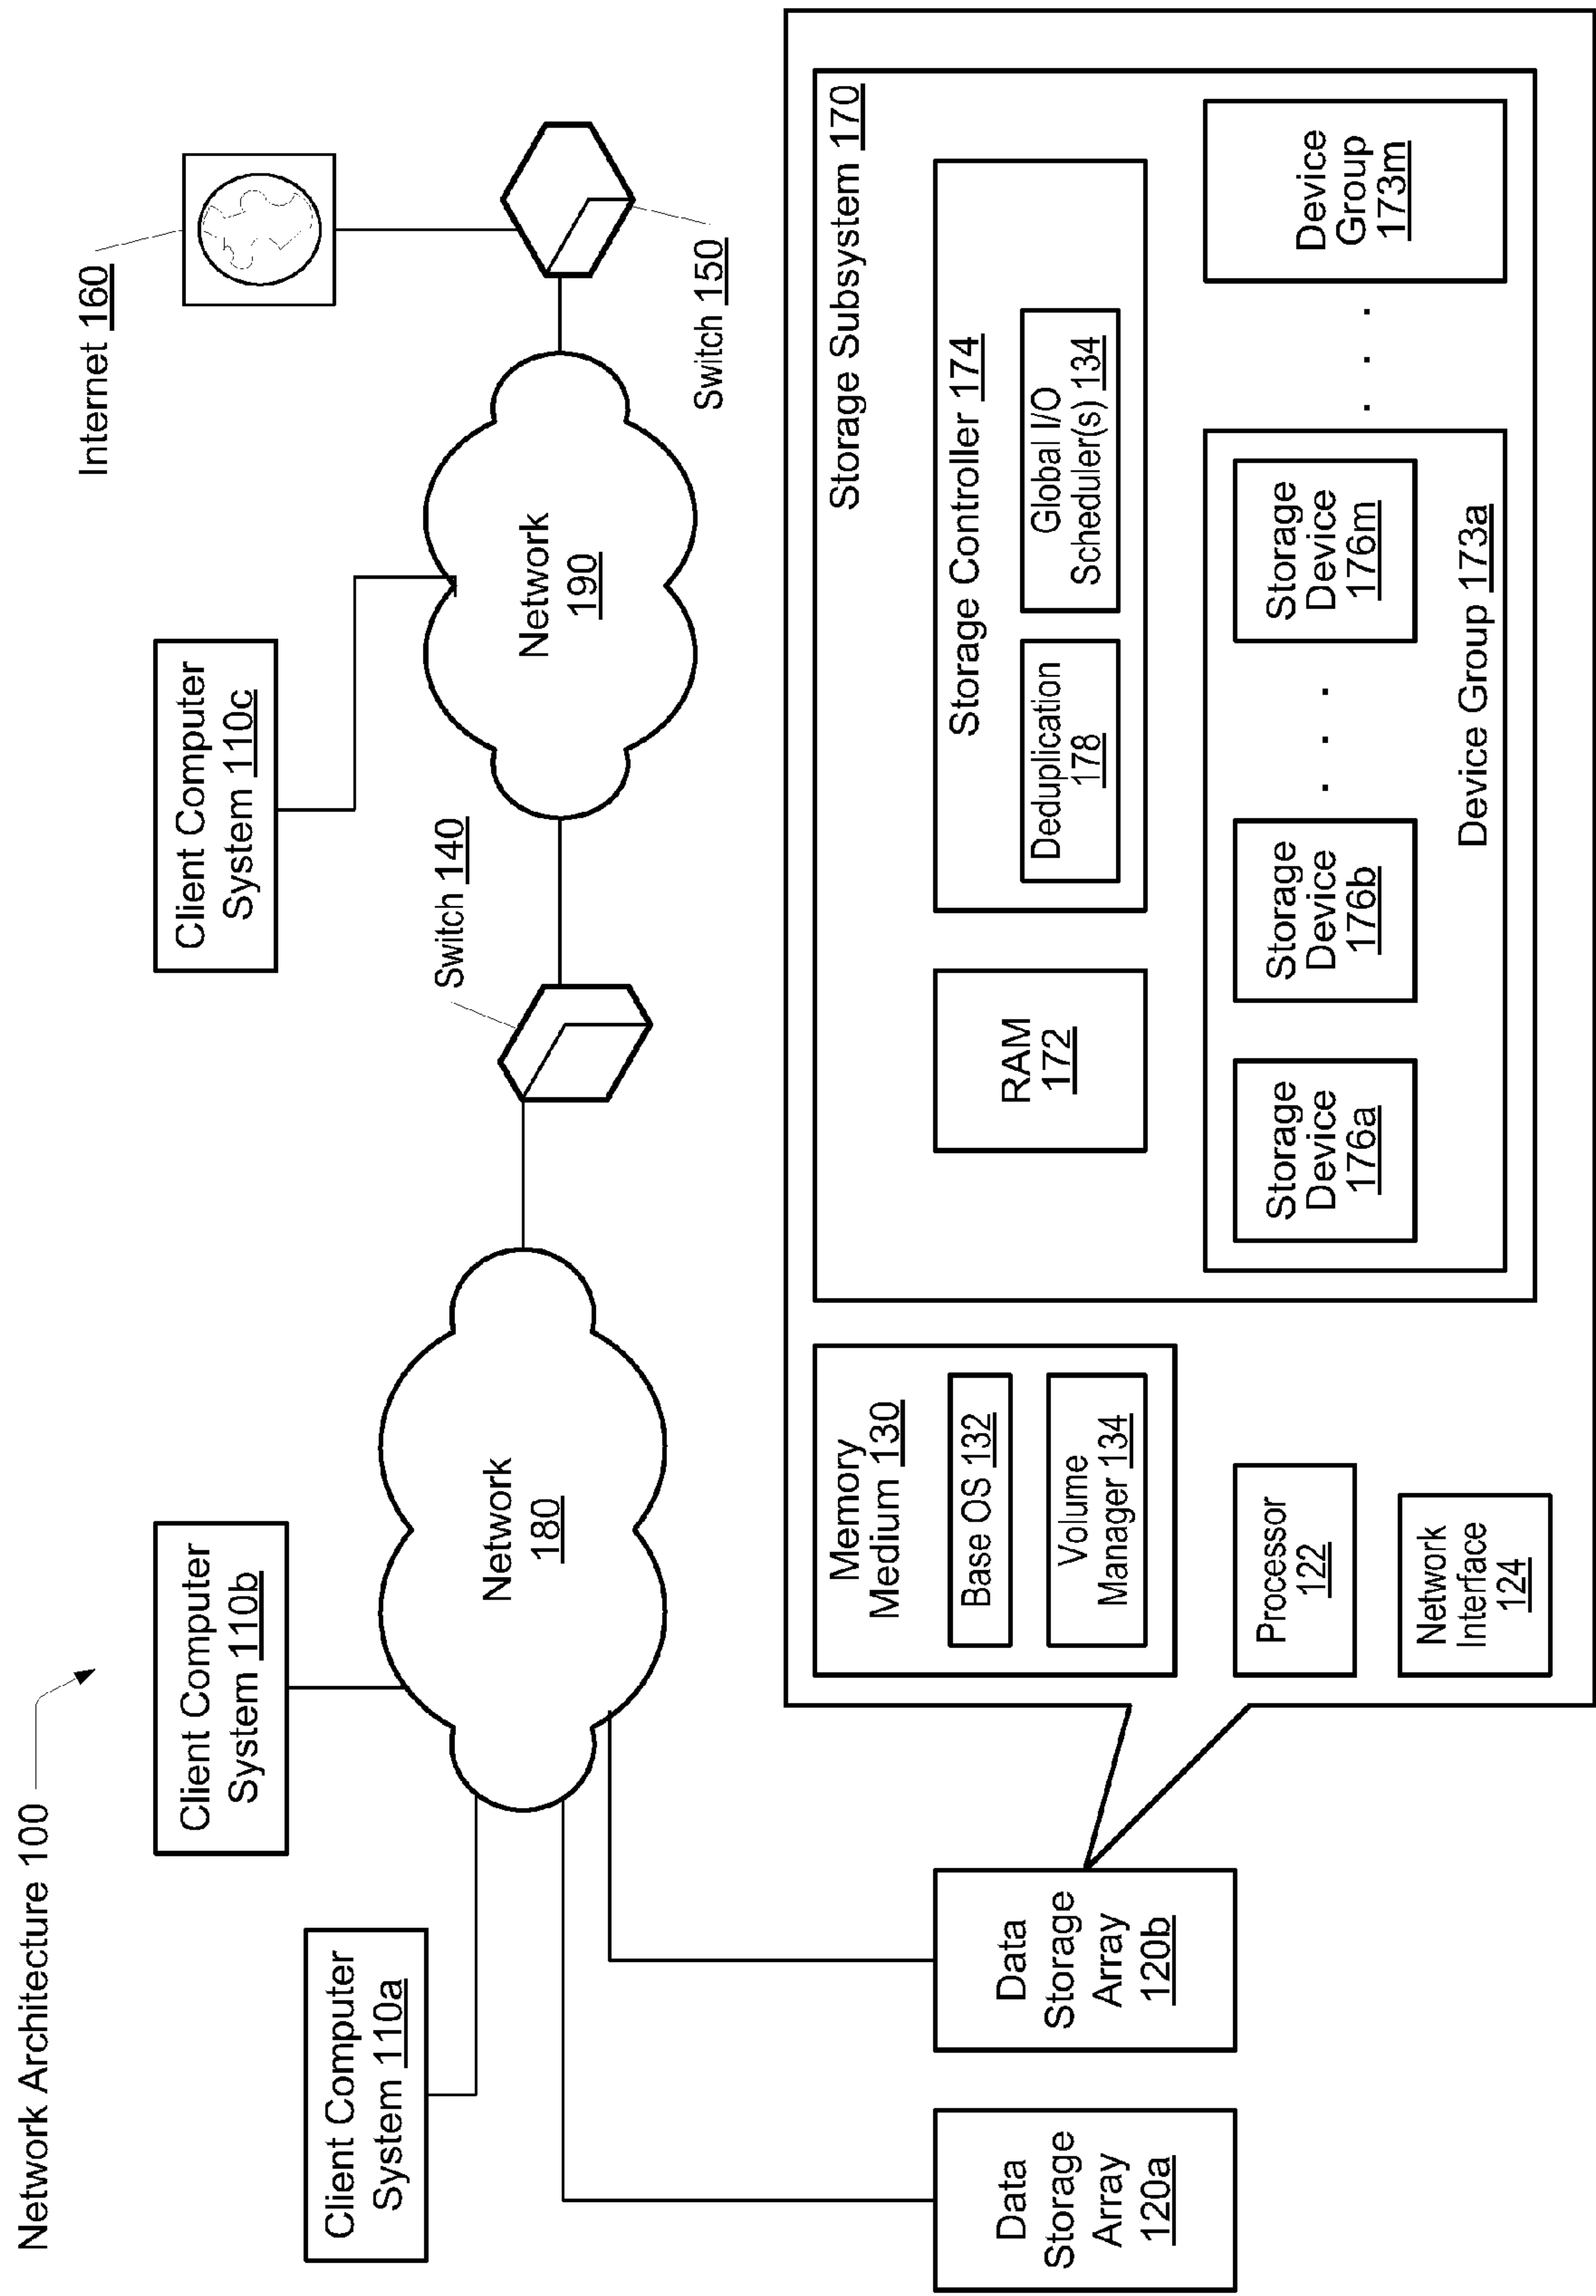 Network Architecture 100
Client Computer
System 110a
Client Computer
System 110b
Client Computer
System 110c
Internet 160
Switch 140
Switch 150
Network
180
Network
190
Data
Storage
Array
120a
Data
Storage
Array
120b
Memory
Medium 130
Base OS 132
Volume
Manager 134
Processor
122
Network
Interface
124
Storage Subsystem 170
RAM
172
Storage Controller 174
Deduplication
178
Global I/O
Scheduler(s) 134
Storage
Device
176a
Storage
Device
176b
. . .
Storage
Device
176m
Device Group 173a
. . .
Device
Group
173m